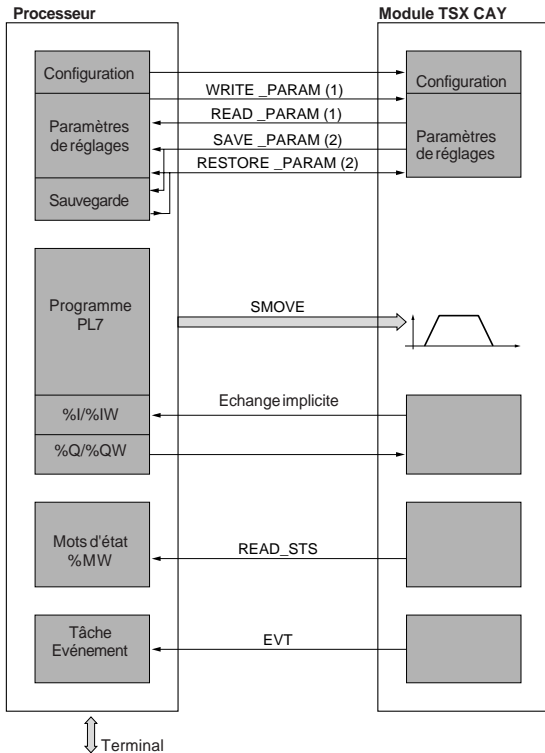 Processeur
Module TSX CAY
Configuration
Configuration
WRITE _PARAM (1)
READ _PARAM (1)
Paramètres
de réglages
Paramètres
de réglages
SAVE _PARAM (2)
RESTORE _PARAM (2)
Sauvegarde
Programme
PL7
SMOVE
%I/%IW
Echange implicite
%Q/%QW
Mots d'état
%MW
READ_STS
Tâche
Evénement
EVT
Terminal